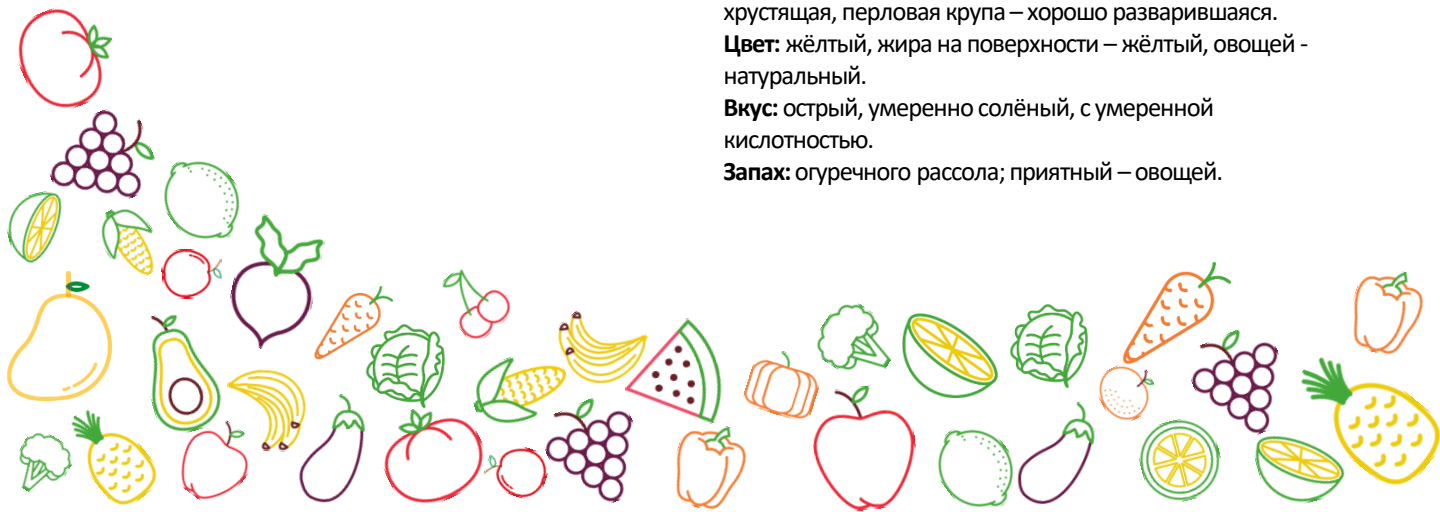 хрустящая, перловая крупа – хорошо разварившаяся.
Цвет: жёлтый, жира на поверхности – жёлтый, овощей -
натуральный.
Вкус: острый, умеренно солёный, с умеренной
кислотностью.
Запах: огуречного рассола; приятный – овощей.